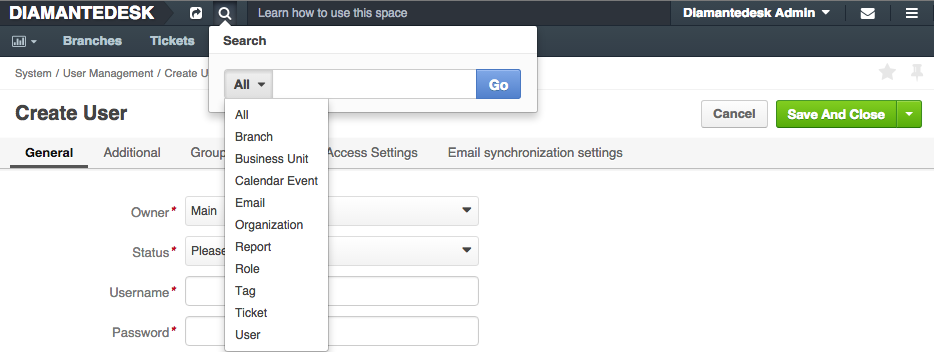 DIAMANTEDESK Learn how to use this space Diamantedesk Admin
Branches Tickets
Search
System / User Management / Create U
All Go
Create User
Cancel Save And Close
All
Branch
Business Unit
Calendar Event
Email
Organization
Report
Role
Tag
Ticket
User
General Additional Group Access Settings Email synchronization settings
Owner* Main
Status* Please
Username*
Password*